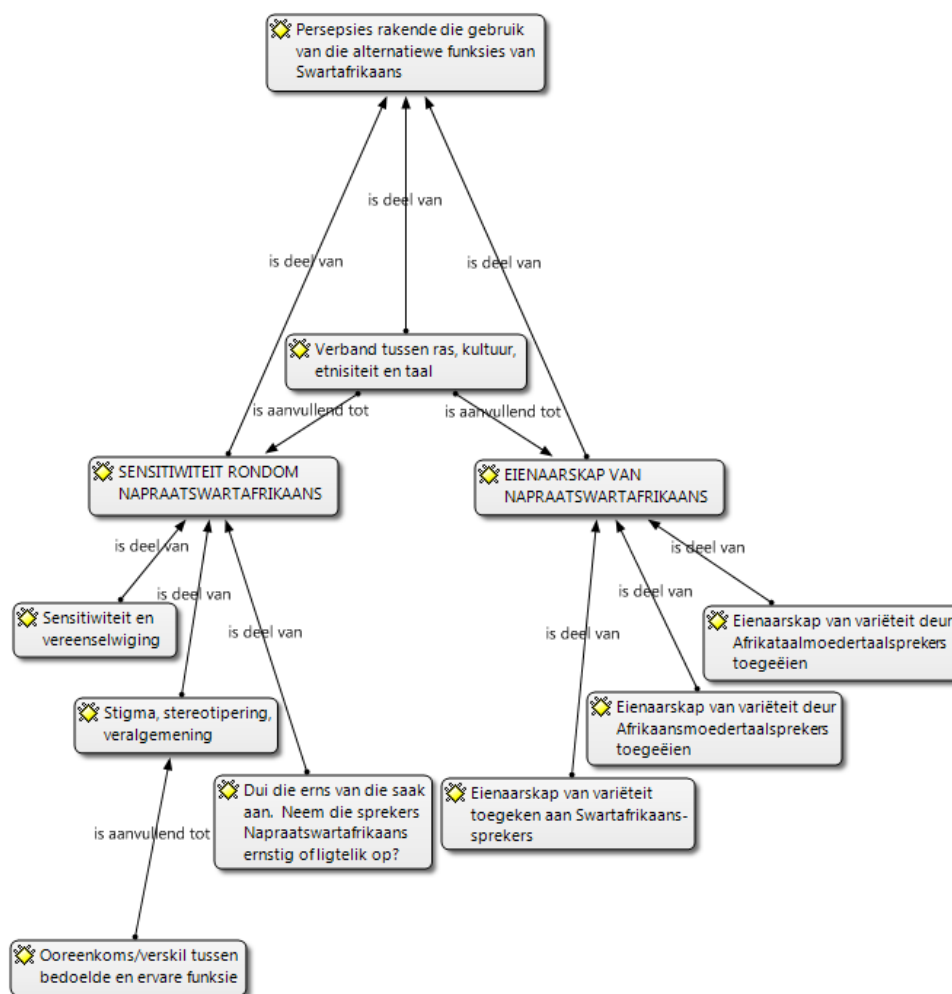 Persepsies rakende die gebruik
van die alternatiewe funksies van
Swartafrikaans
is deel van
is deel van
is deel van
Verband tussen ras, kultuur,
etnisiteit en taal
is aanvullend tot
is aanvullend tot
SENSITIWITEIT RONDOM
NAPRAATSWARTAFRIKAANS
EIENAARSKAP VAN
NAPRAATSWARTAFRIKAANS
is deel van
is deel van
is deel van
is deel van
is deel van
is deel van
Sensitiwiteit en
vereenselwiging
Eienaarskap van variëteit deur
Afrikataalmoedertaalsprekers
toegeëien
Stigma, stereotipering,
veralgemening
Eienaarskap van variëteit deur
Afrikaansmoedertaalsprekers
toegeëien
Dui die erns van die saak
aan. Neem die sprekers
Napraatswartafrikaans
ernstig of ligtelik op?
Eienaarskap van variëteit
toegeken aan Swartafrikaans-
sprekers
is aanvullend tot
Ooreenkoms/verskil tussen
bedoelde en ervare funksie